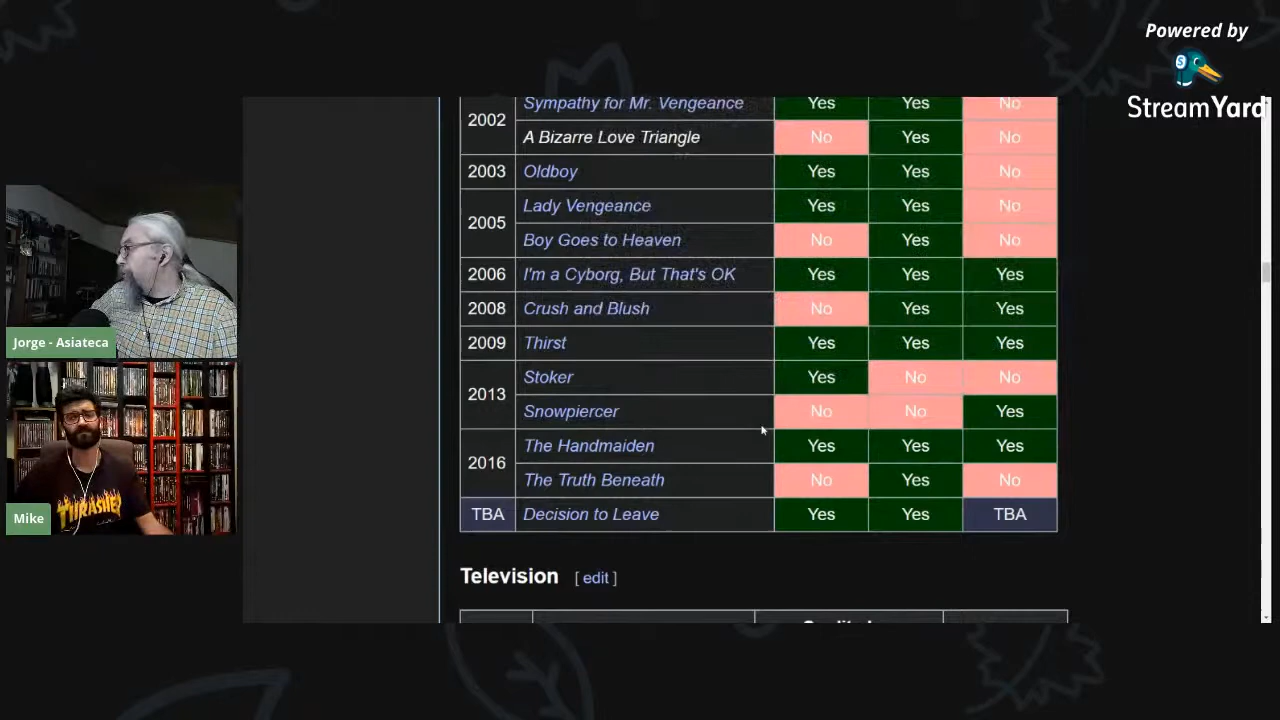 Powered by
StreamYard
2002 Sympathy for Mr. Vengeance Yes Yes No
A Bizarre Love Triangle No Yes No
2003 Oldboy Yes Yes No
2005 Lady Vengeance Yes Yes No
Boy Goes to Heaven No Yes No
2006 I'm a Cyborg, But That's OK Yes Yes Yes
2008 Crush and Blush No Yes Yes
2009 Thirst Yes Yes Yes
2013 Stoker Yes No No
Snowpiercer No No Yes
2016 The Handmaiden Yes Yes Yes
The Truth Beneath No Yes No
TBA Decision to Leave Yes Yes TBA
Television [ edit ]
Jorge - Asiateca
THRASHER
Mike